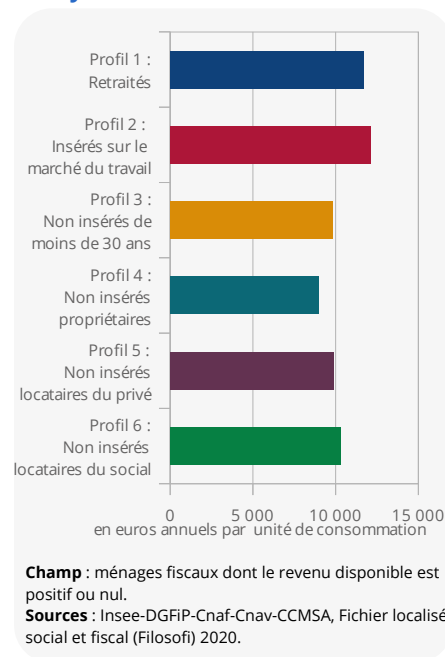 Profil 1 :
Retraités
Profil 2 :
Insérés sur le
marché du travail
Profil 3 :
Non insérés de
moins de 30 ans
Profil 4 :
Non insérés
propriétaires
Profil 5 :
Non insérés
locataires du privé
Profil 6 :
Non insérés
locataires du social
0 5 000 10 000 15 000
en euros annuels par unité de consommation
Champ : ménages fiscaux dont le revenu disponible est
positif ou nul.
Sources : Insee-DGFiP-Cnaf-Cnav-CCMSA, Fichier localisé
social et fiscal (Filosofi) 2020.